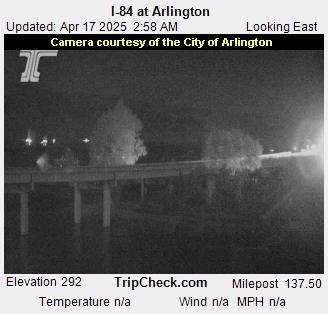 I-84 at Arlington
Updated: Apr 17 2025 2:58 AM Looking East
Camera courtesy of the City of Arlington
Elevation 292 TripCheck.com Milepost 137.50
Temperature n/a Wind n/a MPH n/a